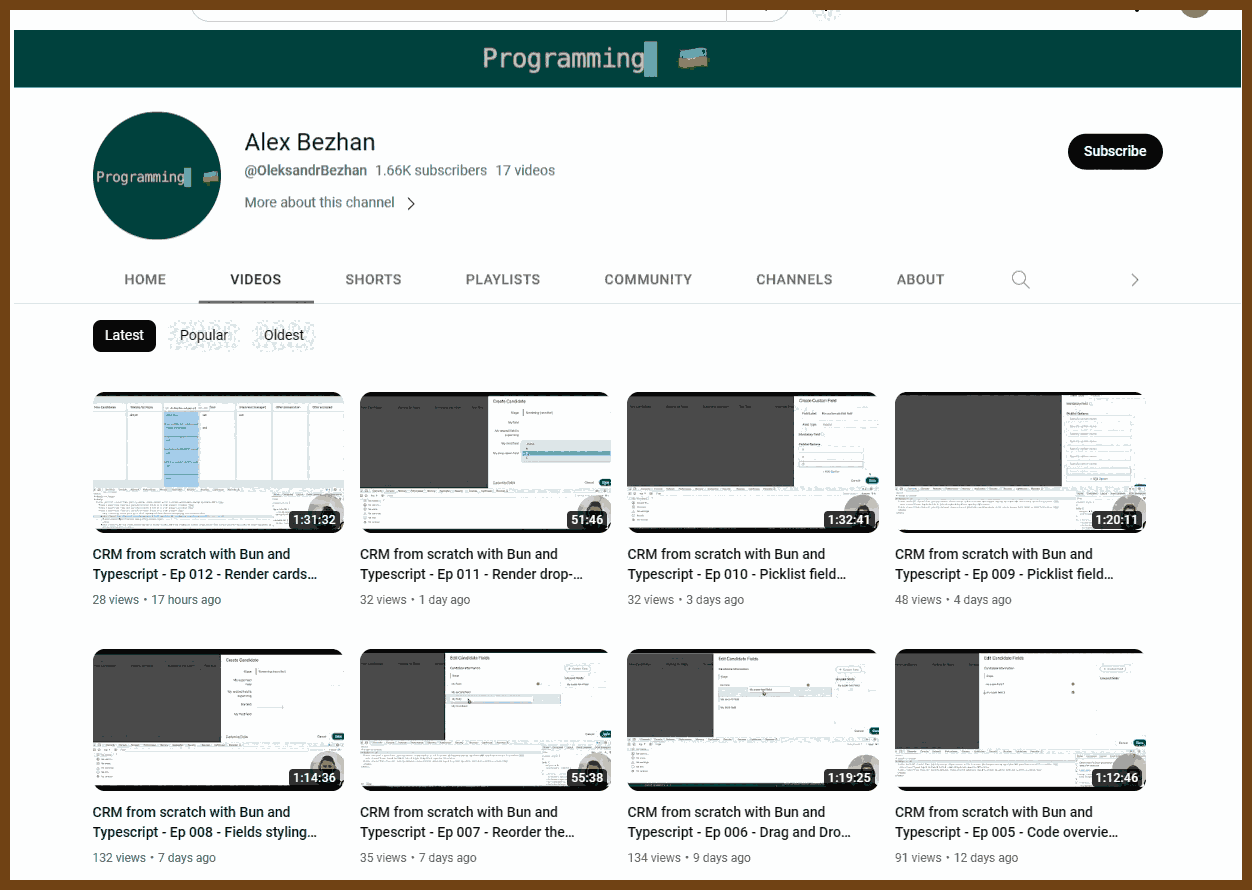 Programming
Alex Bezhan
@OleksandrBezhan 1.66K subscribers 17 videos
More about this channel
Subscribe
Programming
HOME VIDEOS SHORTS PLAYLISTS COMMUNITY CHANNELS ABOUT
Latest Popular Oldest
1:31:32 51:46 1:32:41 1:20:11
CRM from scratch with Bun and
Typescript - Ep 012 - Render cards...
28 views • 17 hours ago
CRM from scratch with Bun and
Typescript - Ep 011 - Render drop-...
32 views • 1 day ago
CRM from scratch with Bun and
Typescript - Ep 010 - Picklist field...
32 views • 3 days ago
CRM from scratch with Bun and
Typescript - Ep 009 - Picklist field...
48 views • 4 days ago
1:14:36 55:38 1:19:25 1:12:46
CRM from scratch with Bun and
Typescript - Ep 008 - Fields styling...
132 views • 7 days ago
CRM from scratch with Bun and
Typescript - Ep 007 - Reorder the...
35 views • 7 days ago
CRM from scratch with Bun and
Typescript - Ep 006 - Drag and Dro...
134 views • 9 days ago
CRM from scratch with Bun and
Typescript - Ep 005 - Code overvie...
91 views • 12 days ago